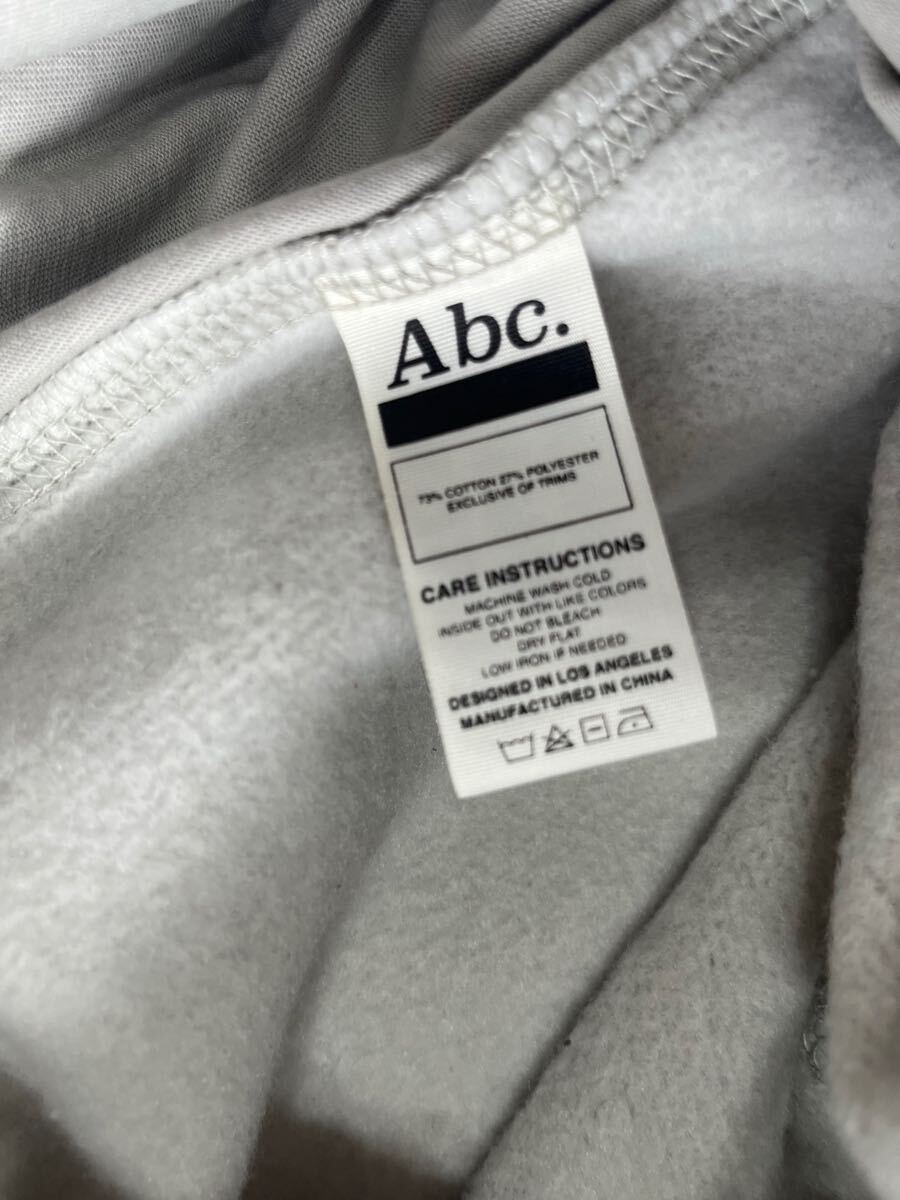 Abc.
73% COTTON 27% POLYESTER
EXCLUSIVE OF TRIMS
CARE INSTRUCTIONS
MACHINE WASH COLD
INSIDE OUT WITH LIKE COLORS
DO NOT BLEACH
DRY FLAT
LOW IRON IF NEEDED
DESIGNED IN LOS ANGELES
MANUFACTURED IN CHINA